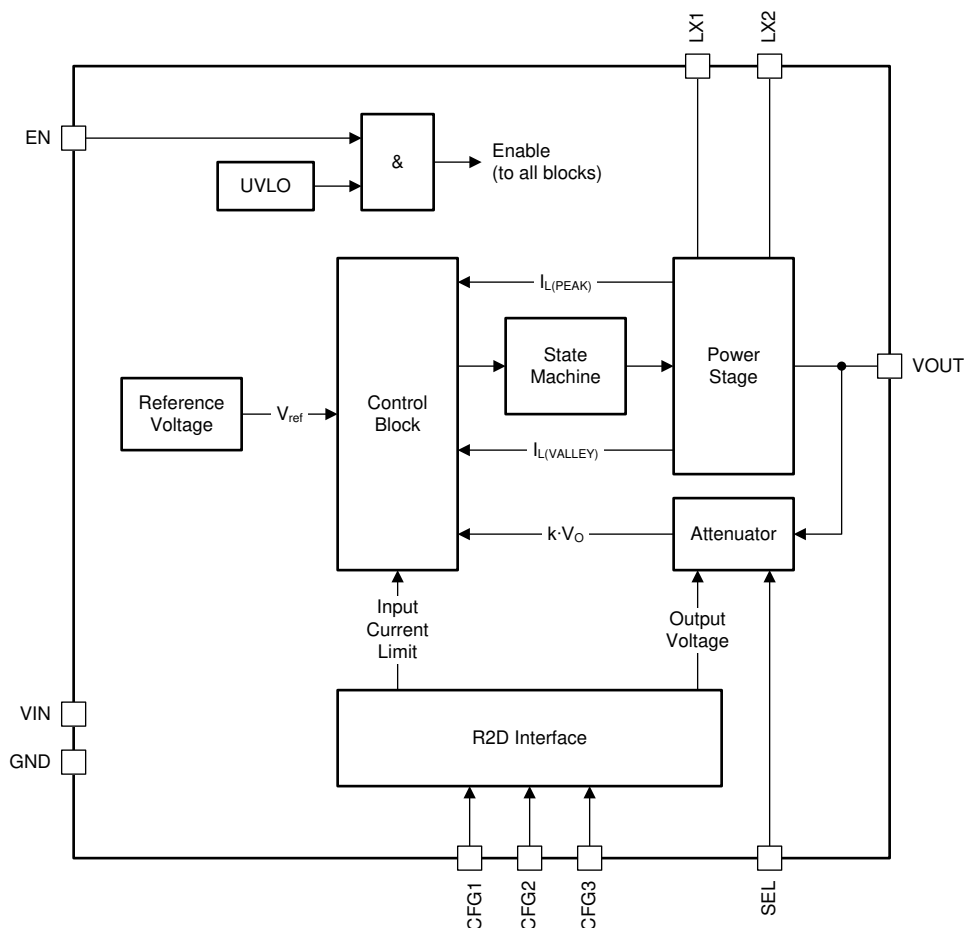 LX1
LX2
EN
&
Enable
(to all blocks)
UVLO
I_L(PEAK)
State
Machine
Power
Stage
VOUT
Reference
Voltage
V_ref
Control
Block
I_L(VALLEY)
k·V_O
Attenuator
Input
Current
Limit
Output
Voltage
VIN
GND
R2D Interface
CFG1
CFG2
CFG3
SEL